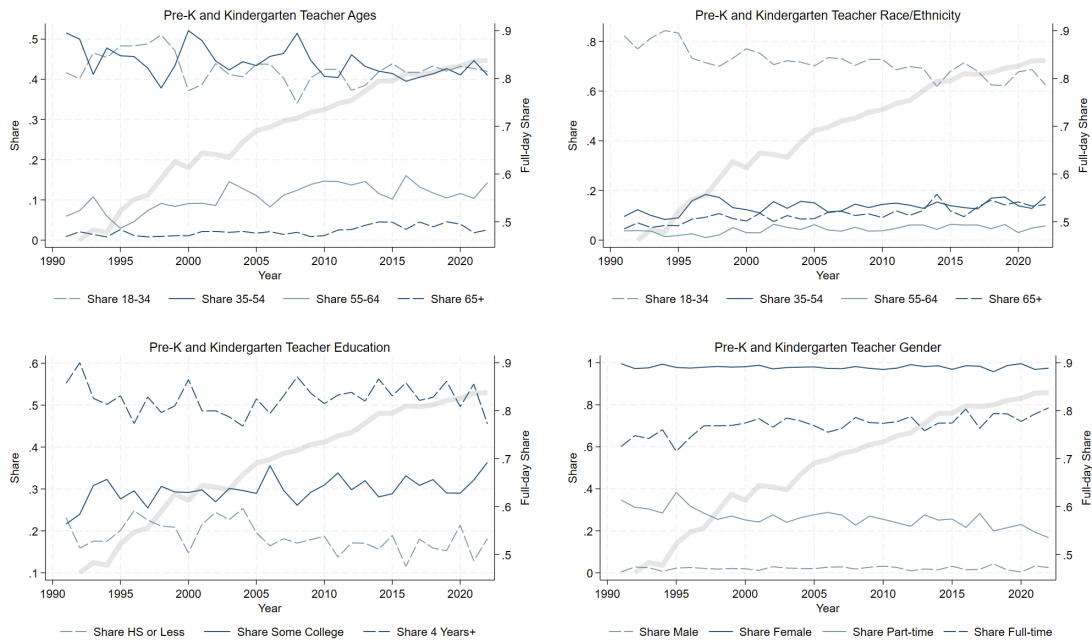 Pre-K and Kindergarten Teacher Ages
.5
.4
.3
.2
.1
0
Share
.9
.8
.7
.6
.5
Full-day Share
1990 1995 2000 2005 2010 2015 2020
Year
Share 18-34 Share 35-54 Share 55-64 Share 65+
Pre-K and Kindergarten Teacher Race/Ethnicity
.8
.6
.4
.2
0
Share
.9
.8
.7
.6
.5
Full-day Share
1990 1995 2000 2005 2010 2015 2020
Year
Share 18-34 Share 35-54 Share 55-64 Share 65+
Pre-K and Kindergarten Teacher Education
.6
.5
.4
.3
.2
.1
Share
.9
.8
.7
.6
.5
Full-day Share
1990 1995 2000 2005 2010 2015 2020
Year
Share HS or Less Share Some College Share 4 Years+
Pre-K and Kindergarten Teacher Gender
1
.8
.6
.4
.2
0
Share
.9
.8
.7
.6
.5
Full-day Share
1990 1995 2000 2005 2010 2015 2020
Year
Share Male Share Female Share Part-time Share Full-time